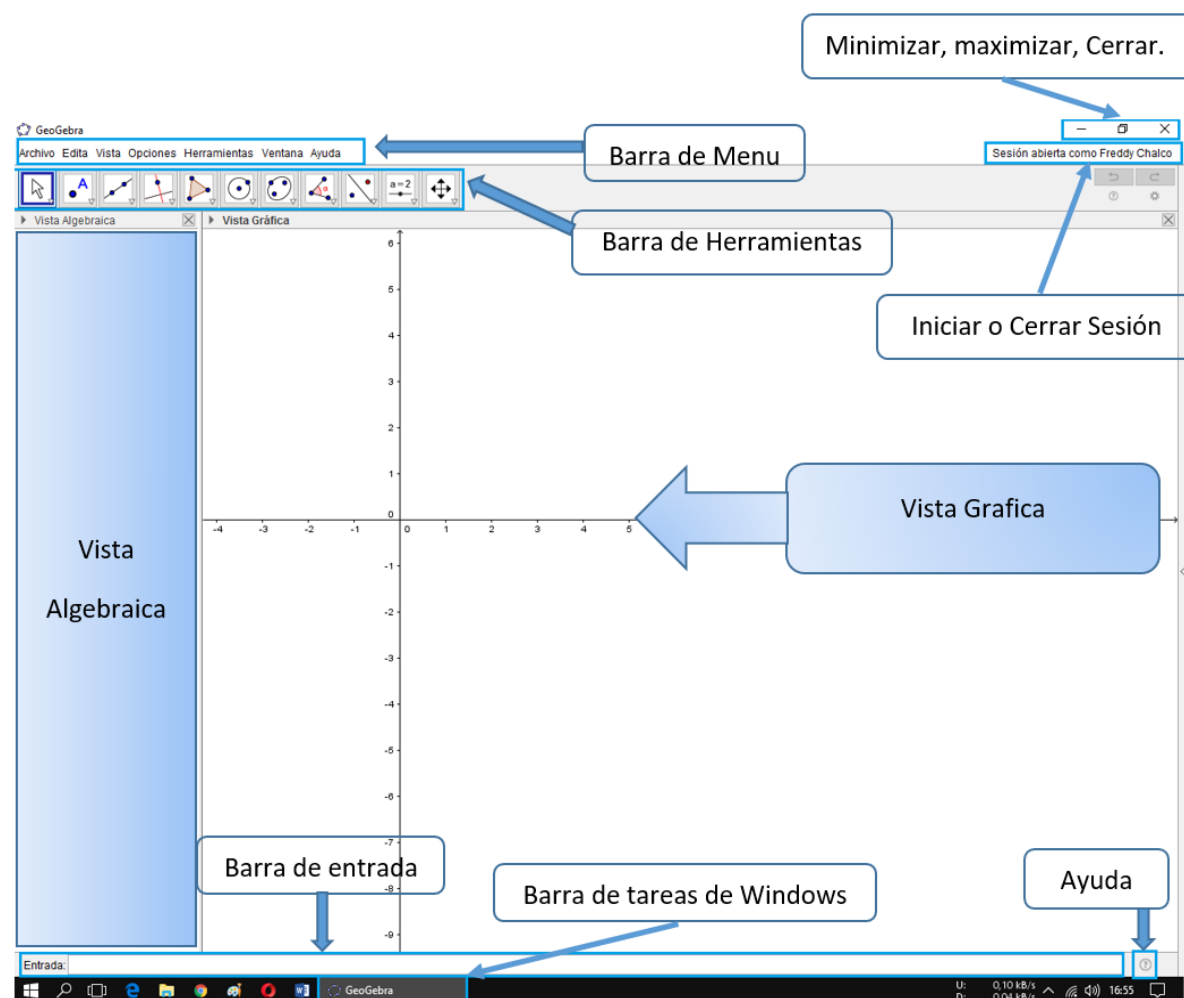 Minimizar, maximizar, Cerrar.
GeoGebra
Archivo Edita Vista Opciones Herramientas Ventana Ayuda
Barra de Menu
Sesión abierta como Freddy Chalco
A
α
a=2
Barra de Herramientas
Vista Algebraica
Vista Gráfica
Iniciar o Cerrar Sesión
6
5
4
3
2
1
0
-4 -3 -2 -1 0 1 2 3 4 5
-1
-2
-3
-4
-5
-6
-7
-8
-9
Vista Grafica
Vista
Algebraica
Barra de entrada
Barra de tareas de Windows
Ayuda
Entrada:
GeoGebra
U: 0,10 kB/s
D: 0,04 kB/s
16:55